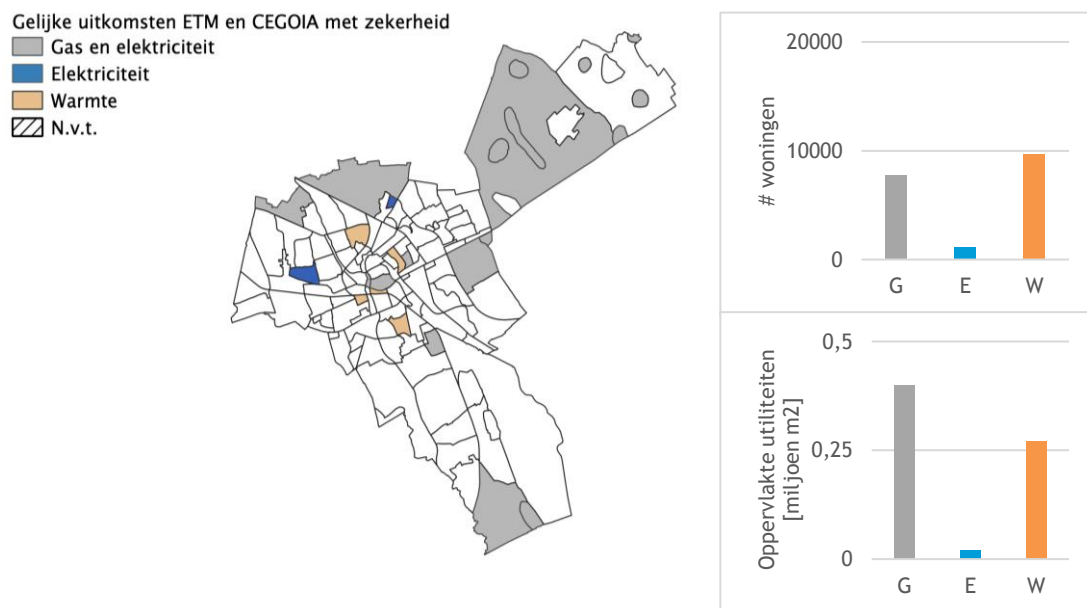 Gelijke uitkomsten ETM en CEGOIA met zekerheid
Gas en elektriciteit
Elektriciteit
Warmte
N.v.t.
# woningen
20000
10000
0
G E W
Oppervlakte utiliteiten
[miljoen m2]
0,5
0,25
0
G E W